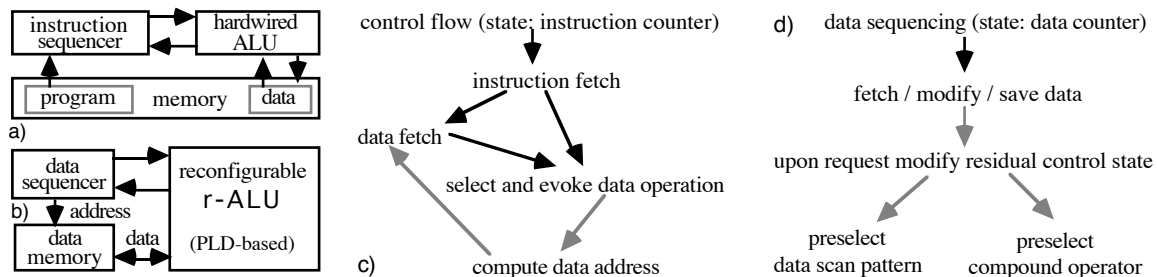 instruction
sequencer
hardwired
ALU
program
memory
data
a)
data
sequencer
address
b)
data
memory
data
reconfigurable
r-ALU
(PLD-based)
control flow (state: instruction counter)
instruction fetch
data fetch
select and evoke data operation
c)
compute data address
d)
data sequencing (state: data counter)
fetch / modify / save data
upon request modify residual control state
preselect
data scan pattern
preselect
compound operator